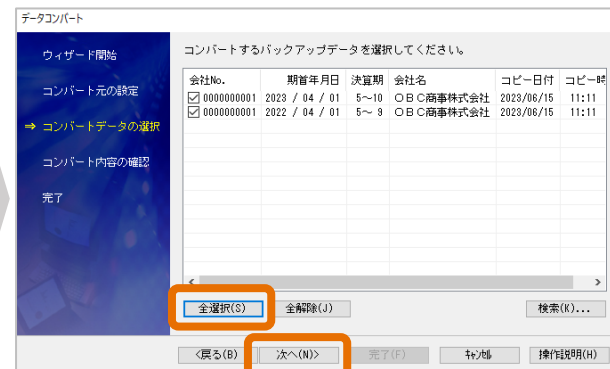 データコンバート
ウィザード開始
コンバート元の設定
⇒ コンバートデータの選択
コンバート内容の確認
完了
コンバートするバックアップデータを選択してください。
会社No. 期首年月日 決算期 会社名 コピー日付 コピー時
0000000001 2023 / 04 / 01 5～10 ＯＢＣ商事株式会社 2023/06/15 11:11
0000000001 2022 / 04 / 01 5～ 9 ＯＢＣ商事株式会社 2023/06/15 11:11
全選択(S) 全解除(J) 検索(K)...
<戻る(B) 次へ(N)> 完了(F) ｷｬﾝｾﾙ 操作説明(H)